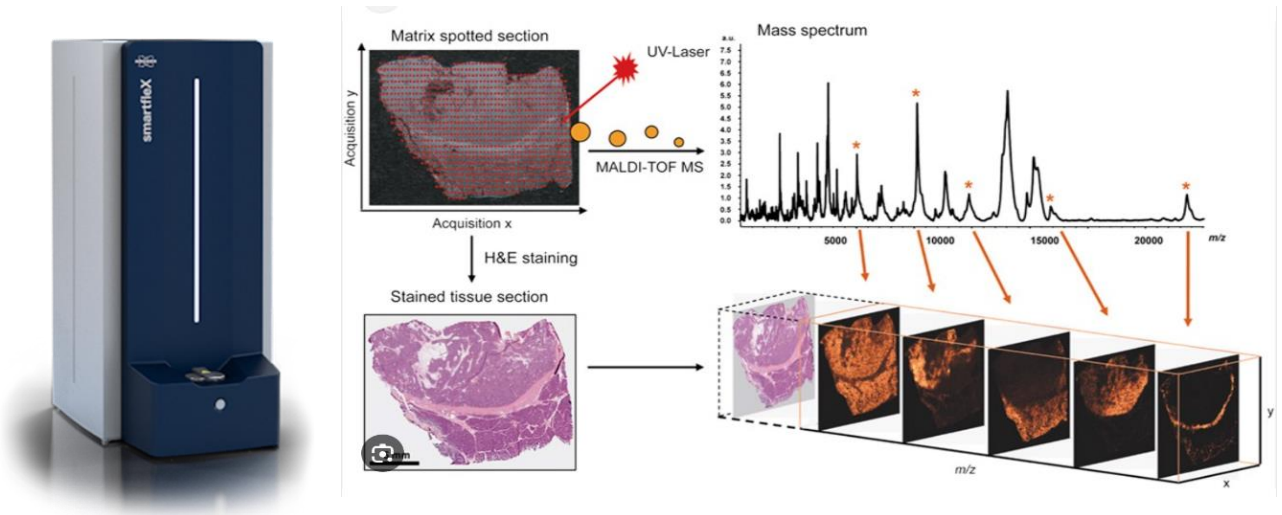 smartfleX
Matrix spotted section
Acquisition y
Acquisition x
UV-Laser
MALDI-TOF MS
H&E staining
Stained tissue section
mm
Mass spectrum
a.u.
7.5
7.0
6.5
6.0
5.5
5.0
4.5
4.0
3.5
3.0
2.5
2.0
1.5
1.0
0.5
0.0
5000 10000 15000 20000 m/z
m/z
x
y